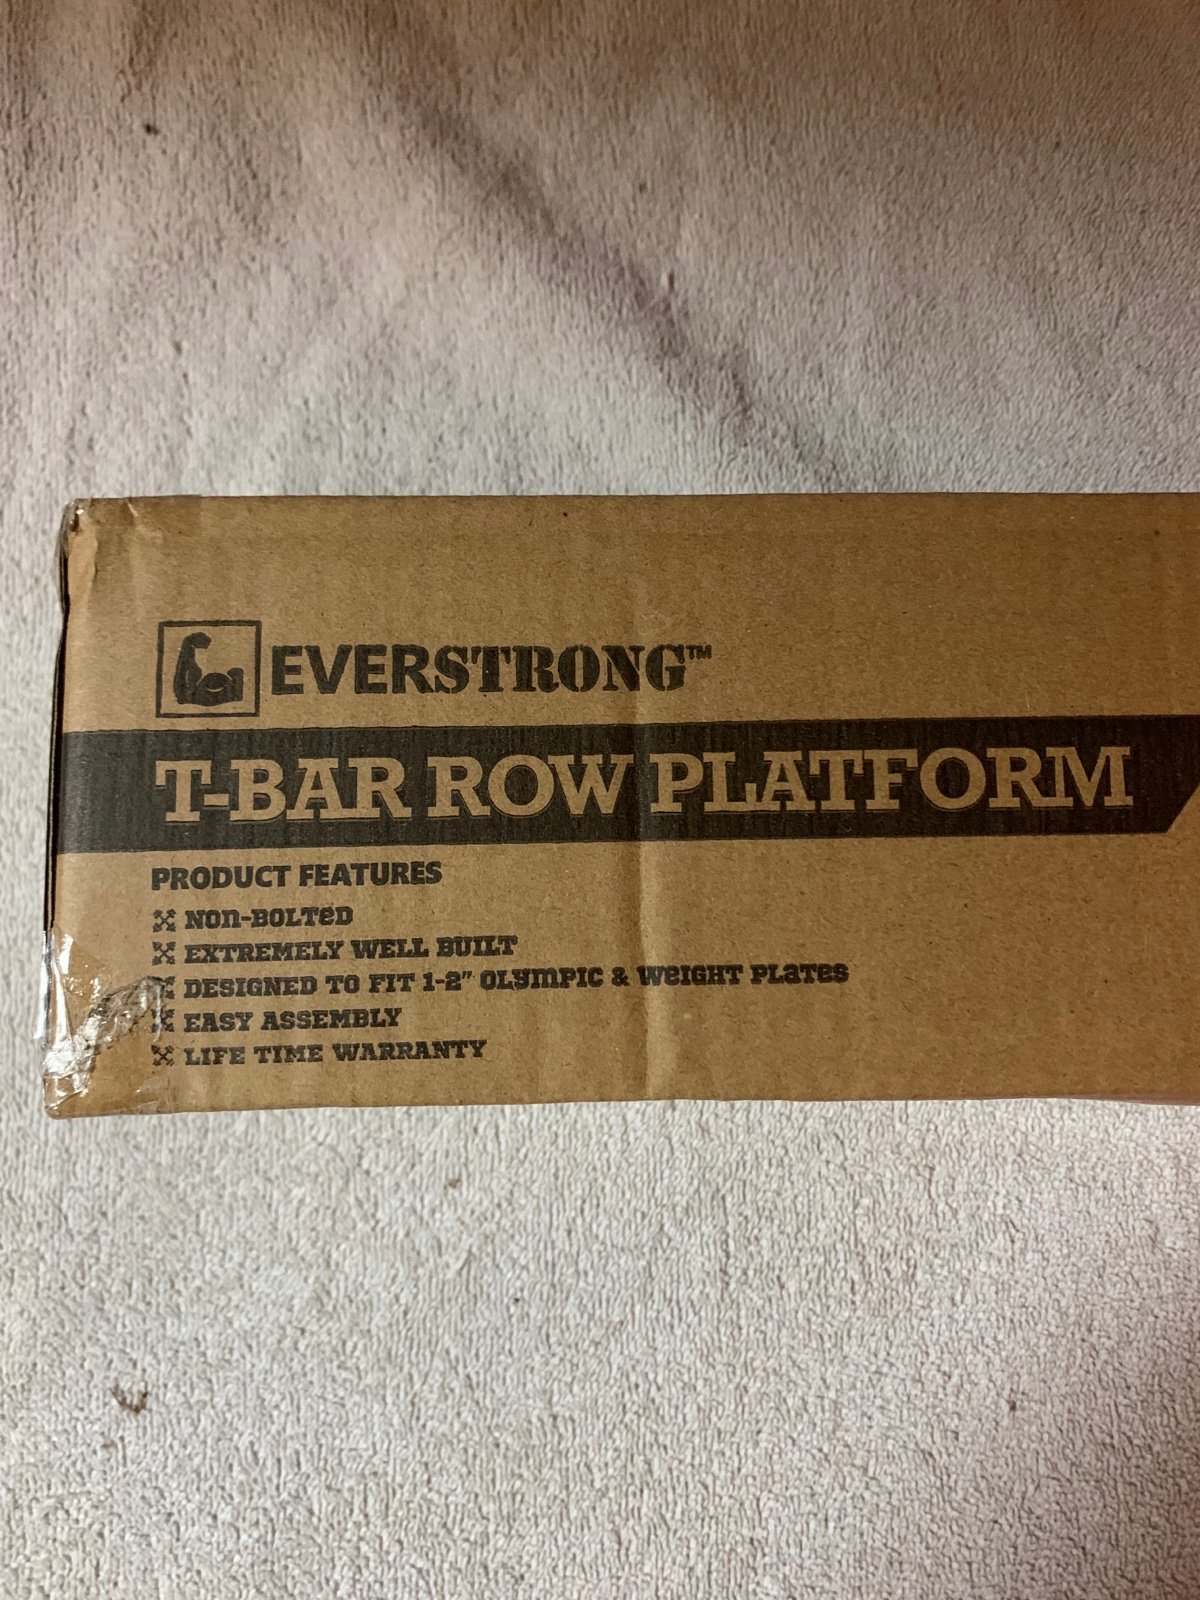 EVERSTRONG™
T-BAR ROW PLATFORM
PRODUCT FEATURES
NON-BOLTED
EXTREMELY WELL BUILT
DESIGNED TO FIT 1-2" OLYMPIC & WEIGHT PLATES
EASY ASSEMBLY
LIFE TIME WARRANTY